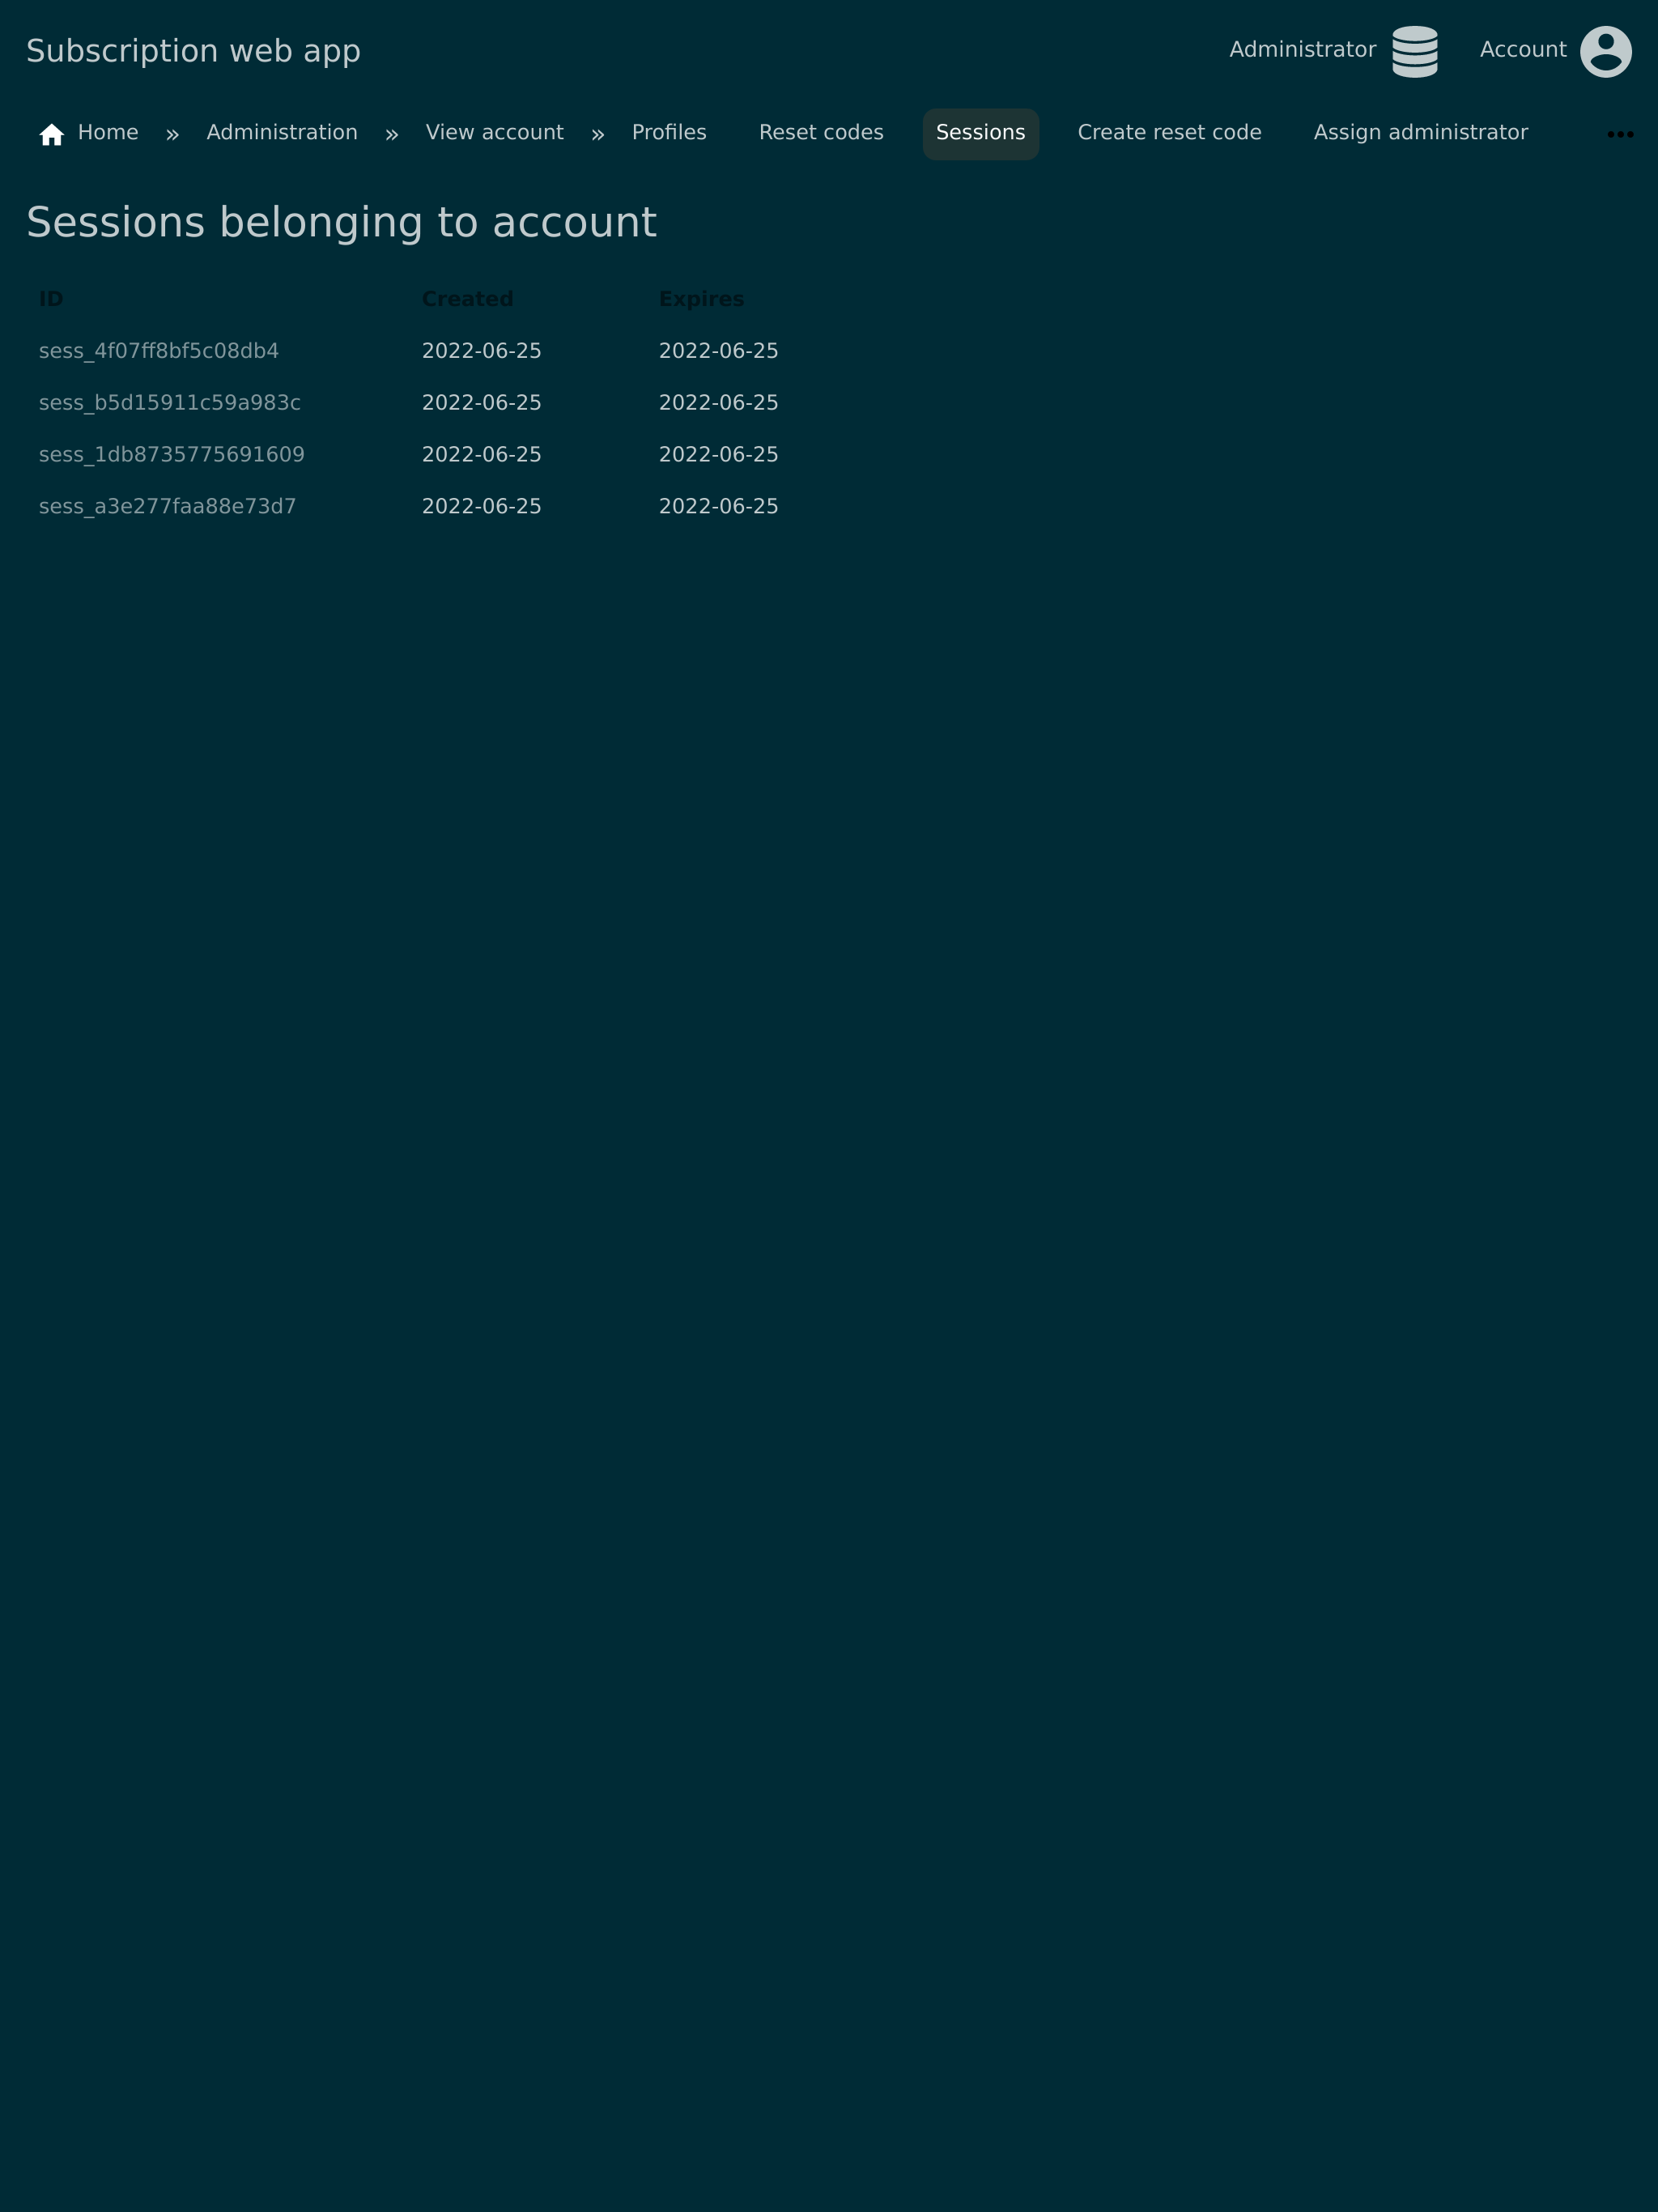 Subscription web app Administrator Account
Home » Administration » View account » Profiles Reset codes Sessions Create reset code Assign administrator
Sessions belonging to account
ID Created Expires
sess_4f07ff8bf5c08db4 2022-06-25 2022-06-25
sess_b5d15911c59a983c 2022-06-25 2022-06-25
sess_1db8735775691609 2022-06-25 2022-06-25
sess_a3e277faa88e73d7 2022-06-25 2022-06-25